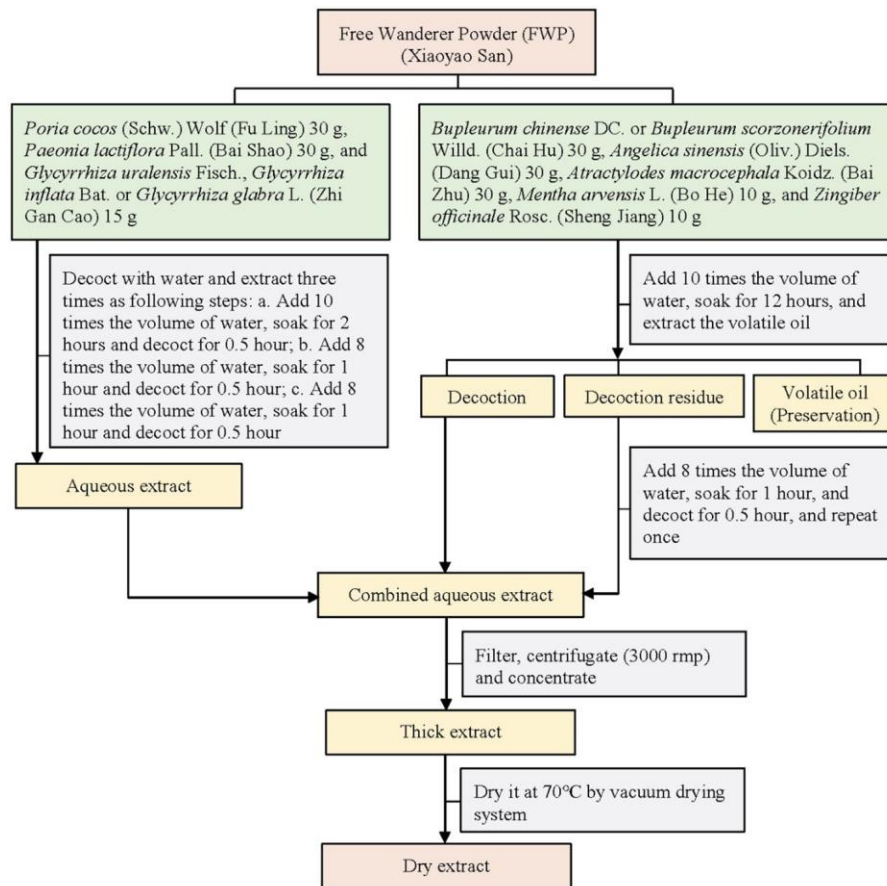 Free Wanderer Powder (FWP)
(Xiaoyao San)
Poria cocos (Schw.) Wolf (Fu Ling) 30 g,
Paeonia lactiflora Pall. (Bai Shao) 30 g, and
Glycyrrhiza uralensis Fisch., Glycyrrhiza
inflata Bat. or Glycyrrhiza glabra L. (Zhi
Gan Cao) 15 g
Bupleurum chinense DC. or Bupleurum scorzonerifolium
Willd. (Chai Hu) 30 g, Angelica sinensis (Oliv.) Diels.
(Dang Gui) 30 g, Atractylodes macrocephala Koidz. (Bai
Zhu) 30 g, Mentha arvensis L. (Bo He) 10 g, and Zingiber
officinale Rosc. (Sheng Jiang) 10 g
Decoct with water and extract three
times as following steps: a. Add 10
times the volume of water, soak for 2
hours and decoct for 0.5 hour; b. Add 8
times the volume of water, soak for 1
hour and decoct for 0.5 hour; c. Add 8
times the volume of water, soak for 1
hour and decoct for 0.5 hour
Add 10 times the volume of
water, soak for 12 hours, and
extract the volatile oil
Decoction
Decoction residue
Volatile oil
(Preservation)
Aqueous extract
Add 8 times the volume of
water, soak for 1 hour, and
decoct for 0.5 hour, and repeat
once
Combined aqueous extract
Filter, centrifugate (3000 rmp)
and concentrate
Thick extract
Dry it at 70°C by vacuum drying
system
Dry extract